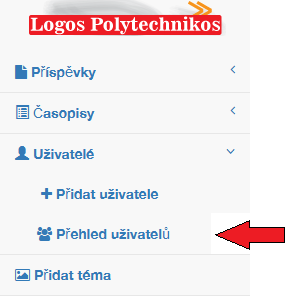 Logos Polytechnikos
Příspěvky
Časopisy
Uživatelé
Přidat uživatele
Přehled uživatelů
Přidat téma